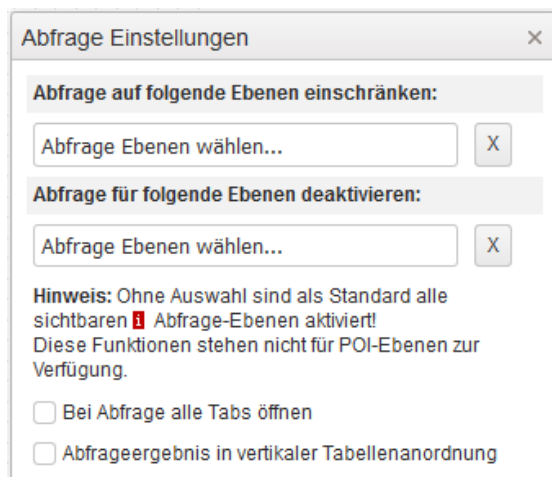 Abfrage Einstellungen ×
Abfrage auf folgende Ebenen einschränken:
Abfrage Ebenen wählen... X
Abfrage für folgende Ebenen deaktivieren:
Abfrage Ebenen wählen... X
Hinweis: Ohne Auswahl sind als Standard alle
sichtbaren i Abfrage-Ebenen aktiviert!
Diese Funktionen stehen nicht für POI-Ebenen zur
Verfügung.
Bei Abfrage alle Tabs öffnen
Abfrageergebnis in vertikaler Tabellenanordnung